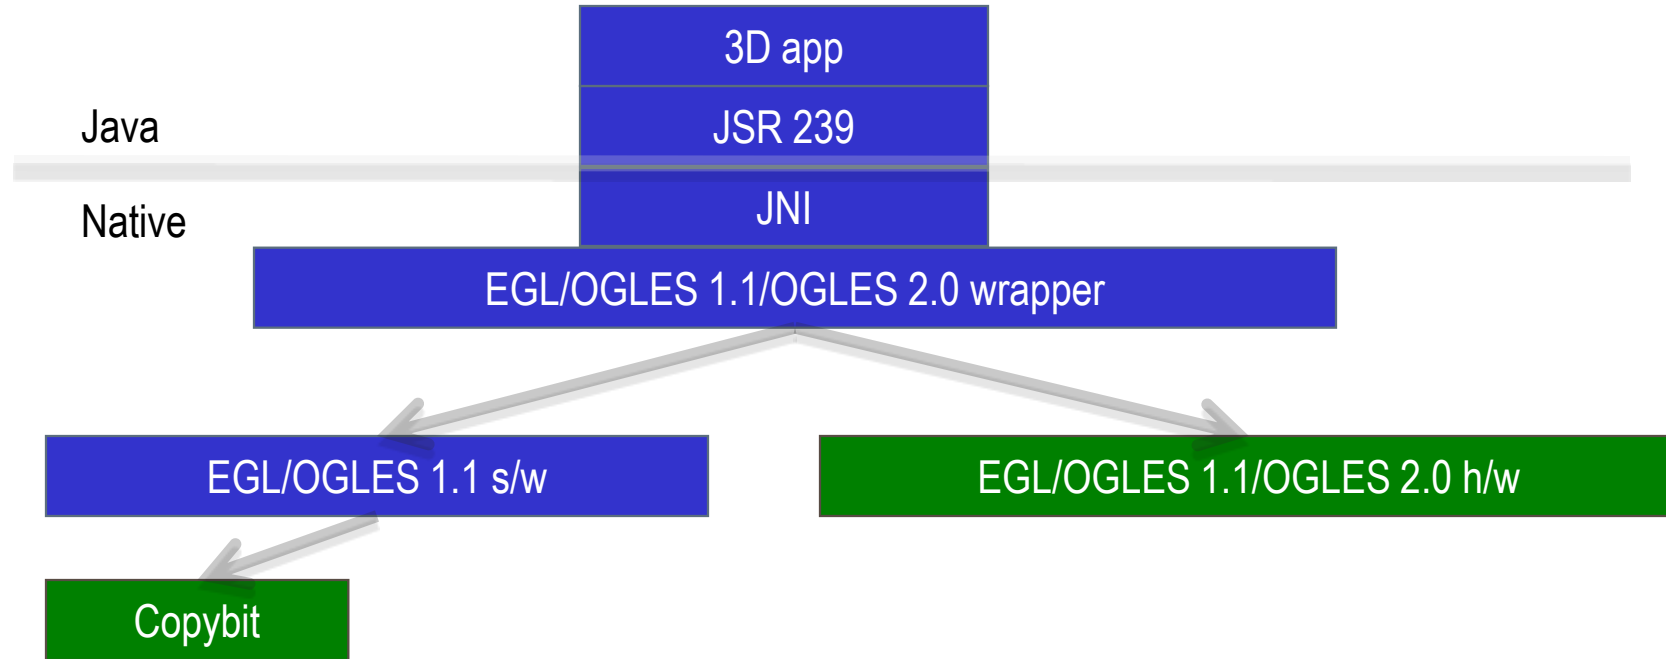 3D app
Java
JSR 239
Native
JNI
EGL/OGLES 1.1/OGLES 2.0 wrapper
EGL/OGLES 1.1 s/w
EGL/OGLES 1.1/OGLES 2.0 h/w
Copybit